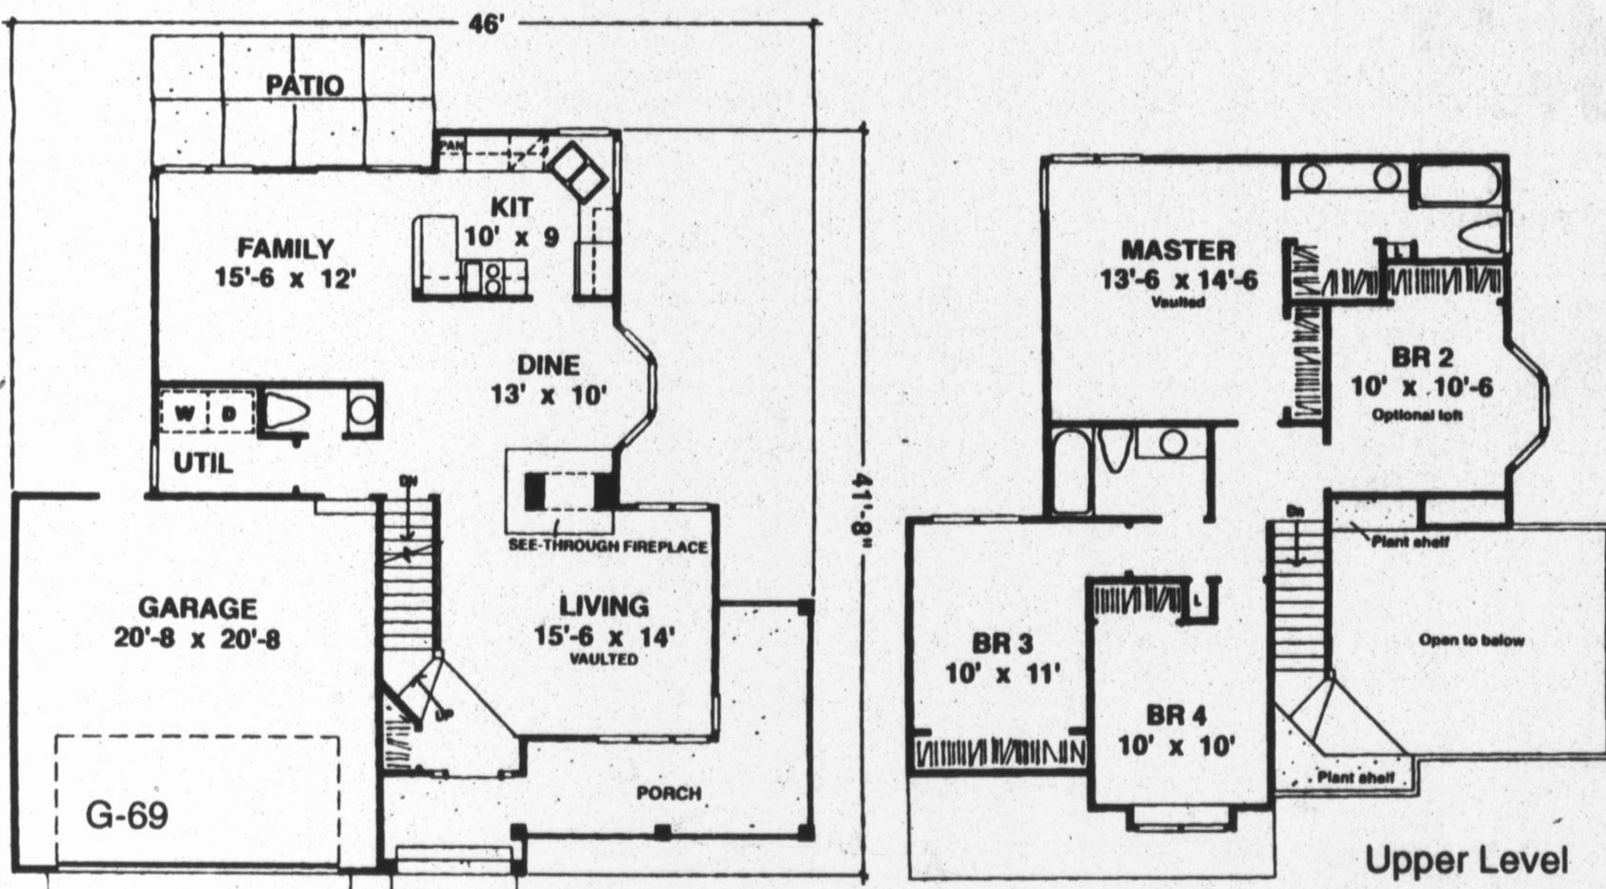 46'
PATIO
PAN
KIT
10' x 9
FAMILY
15'-6 x 12'
DINE
13' x 10'
W D
UTIL
DN
SEE-THROUGH FIREPLACE
41'-8"
GARAGE
20'-8 x 20'-8
LIVING
15'-6 x 14'
VAULTED
UP
PORCH
G-69
MASTER
13'-6 x 14'-6
Vaulted
L
BR 2
10' x 10'-6
Optional loft
Dn
Plant shelf
L
Open to below
BR 3
10' x 11'
BR 4
10' x 10'
Plant shelf
Upper Level